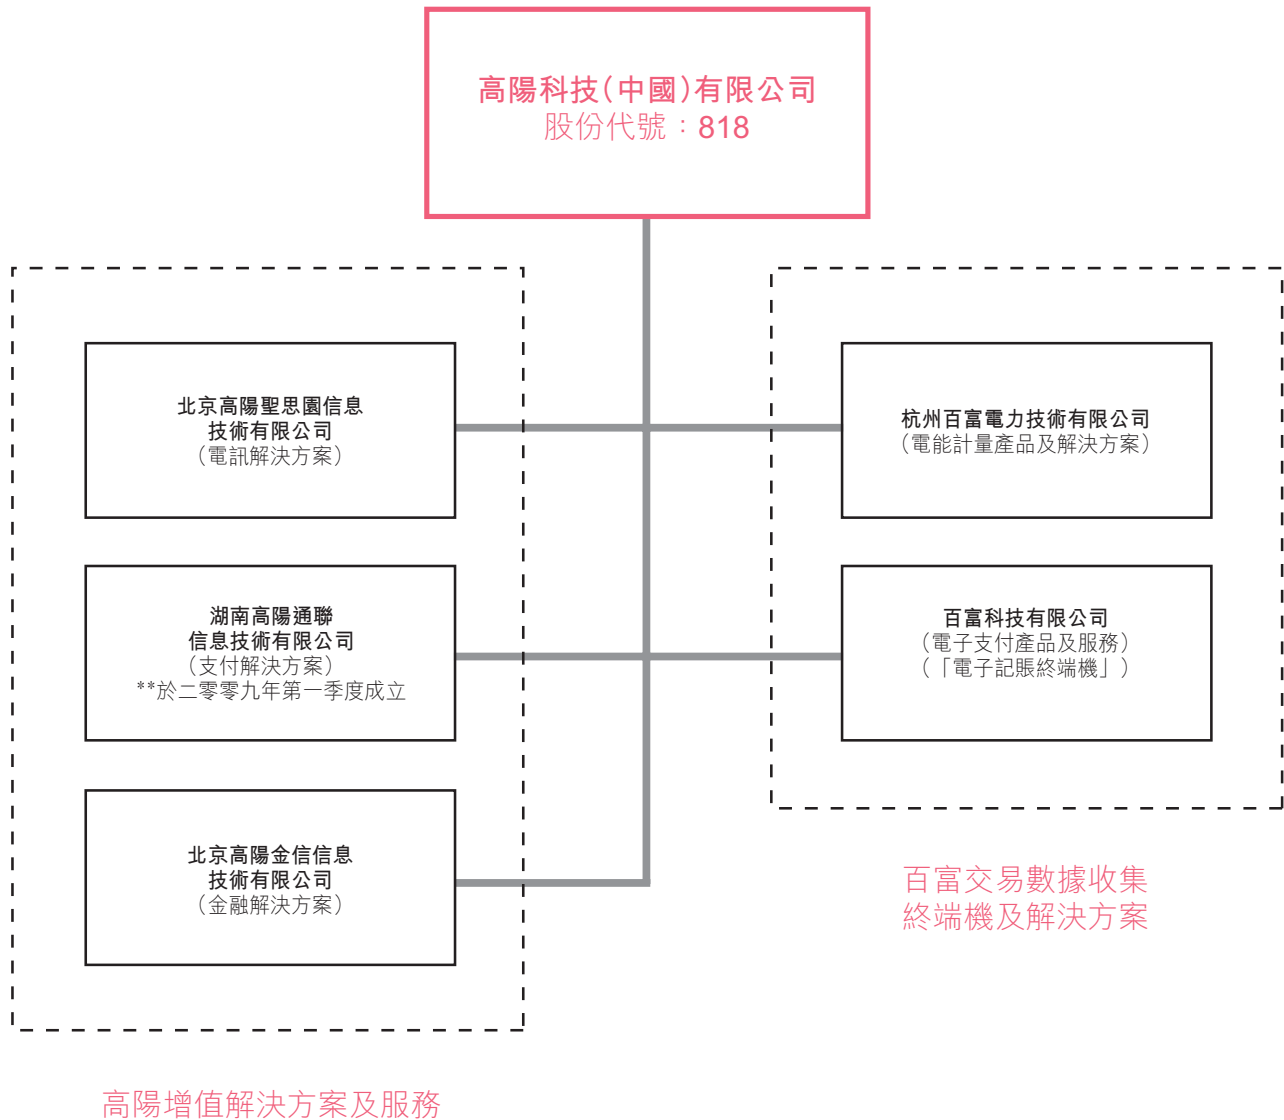 高陽科技(中國)有限公司
股份代號：818
北京高陽聖思園信息
技術有限公司
（電訊解決方案）
湖南高陽通聯
信息技術有限公司
（支付解決方案）
**於二零零九年第一季度成立
北京高陽金信信息
技術有限公司
（金融解決方案）
高陽增值解決方案及服務
杭州百富電力技術有限公司
（電能計量產品及解決方案）
百富科技有限公司
（電子支付產品及服務）
（「電子記賬終端機」）
百富交易數據收集
終端機及解決方案